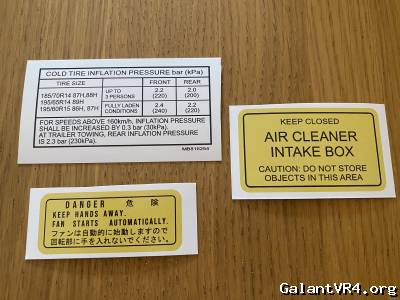 COLD TIRE INFLATION PRESSURE bar (kPa)
TIRE SIZE FRONT REAR
185/70R14 87H,88H
195/65R14 89H
195/60R15 86H, 87H
UP TO
3 PERSONS
2.2
(220)
2.0
(200)
FULLY LADEN
CONDITIONS
2.4
(240)
2.2
(220)
FOR SPEEDS ABOVE 160km/h, INFLATION PRESSURE
SHALL BE INCREASED BY 0.3 bar (30kPa).
AT TRAILER TOWING, REAR INFLATION PRESSURE
IS 2.3 bar (230kPa).
KEEP CLOSED
AIR CLEANER
INTAKE BOX
CAUTION: DO NOT STORE
OBJECTS IN THIS AREA
DANGER 危険
KEEP HANDS AWAY.
FAN STARTS AUTOMATICALLY.
ファンは自動的に始動しますので
回転部に手を入れないでください。
GalantVR4.org